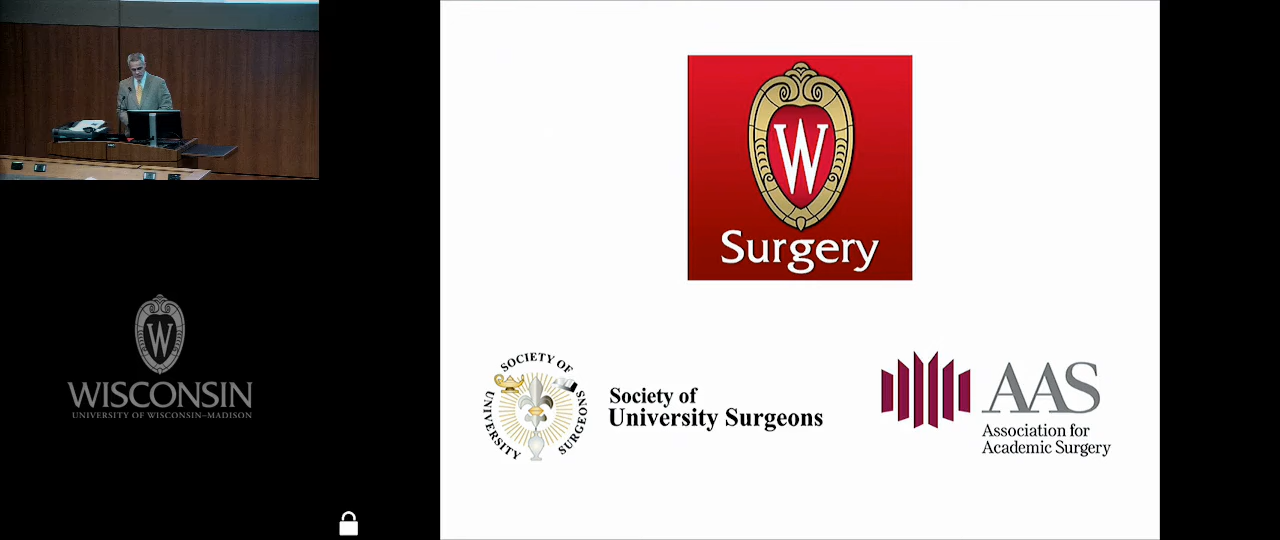 W
Surgery
W
WISCONSIN
UNIVERSITY OF WISCONSIN–MADISON
SOCIETY OF
UNIVERSITY
SURGEONS
Society of
University Surgeons
AAS
Association for
Academic Surgery